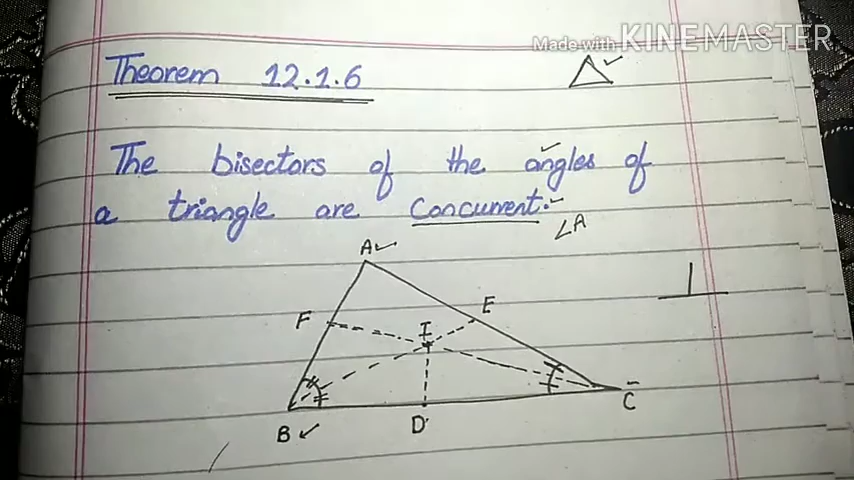 Made with KINEMASTER
Theorem 12.1.6
The bisectors of the angles of
a triangle are Concurrent.
∠A
A
F
I
E
B
D
C